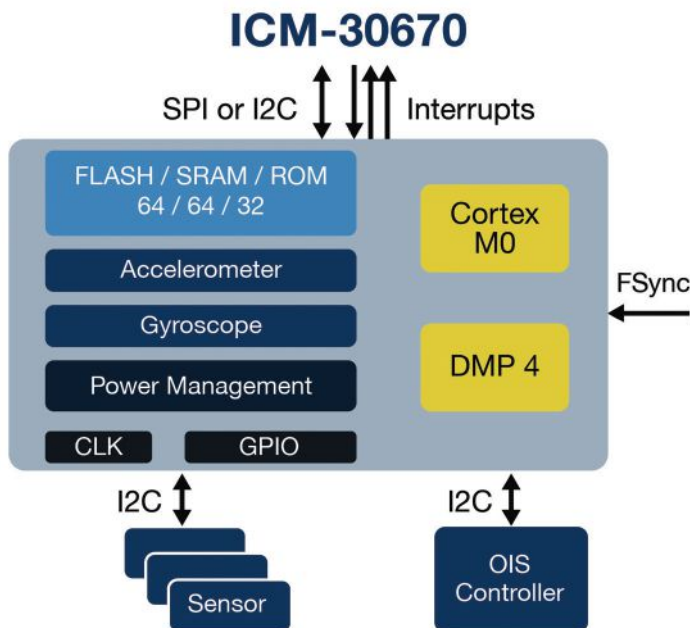 ICM-30670
SPI or I2C
Interrupts
FLASH / SRAM / ROM
64 / 64 / 32
Cortex
M0
Accelerometer
FSync
Gyroscope
DMP 4
Power Management
CLK
GPIO
I2C
I2C
Sensor
OIS
Controller